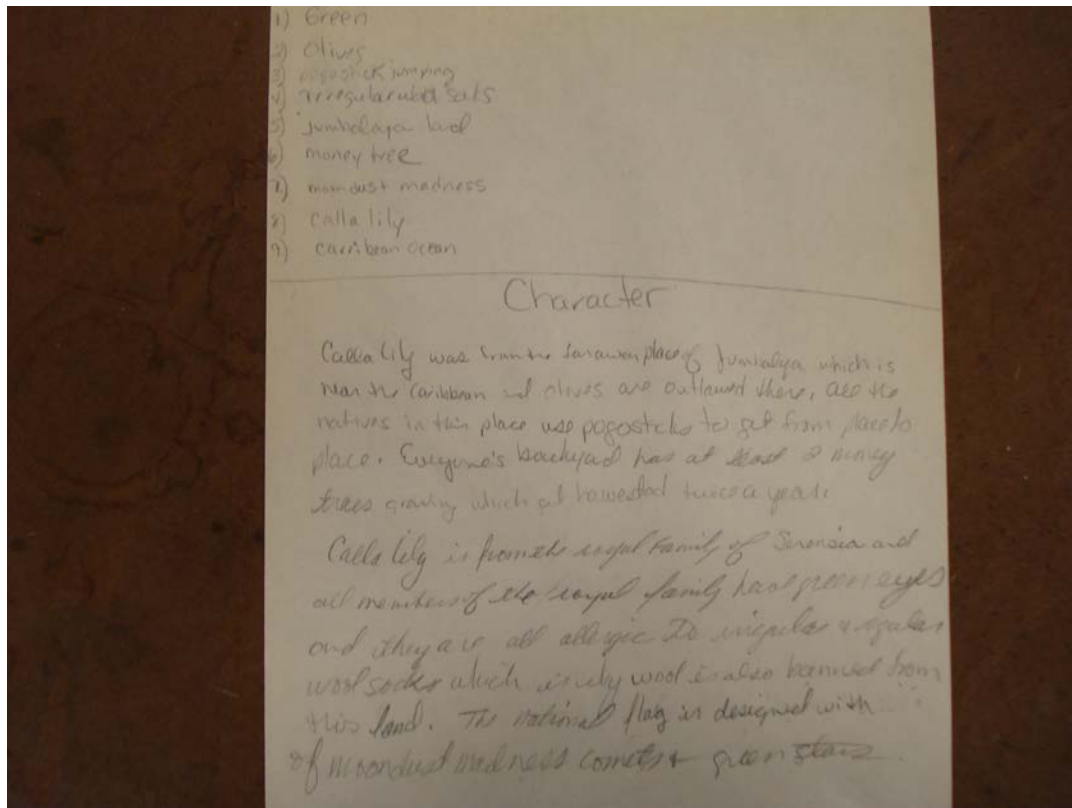 1) Green
2) Olives
3) pogostick jumping
4) irregular wool
5) Jumbalaya land
6) money tree
7) moondust madness
8) calla lily
9) carribean ocean
Character
Calla Lily was from the place of Jumbalya which is
near the Caribbean and olives are outlawed there, all the
natives in this place use pogosticks to get from place to
place. Everyone's backyard has at least 2 money
trees growing which get harvested twice a year.
Calla lily is from the royal family of and
all members of the royal family had green eyes
and they are all allergic to irregular
wool socks which is why wool is also banned from
this land. The national flag is designed with
of moondust madness comets + green stars